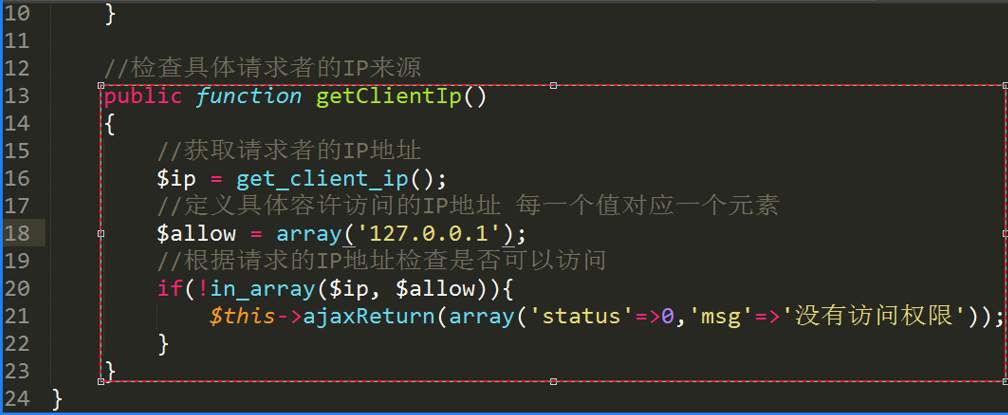 10 }
11
12 //检查具体请求者的IP来源
13 public function getClientIp()
14 {
15 //获取请求者的IP地址
16 $ip = get_client_ip();
17 //定义具体容许访问的IP地址 每一个值对应一个元素
18 $allow = array('127.0.0.1');
19 //根据请求的IP地址检查是否可以访问
20 if(!in_array($ip, $allow)){
21 $this->ajaxReturn(array('status'=>0,'msg'=>'没有访问权限'));
22 }
23 }
24 }